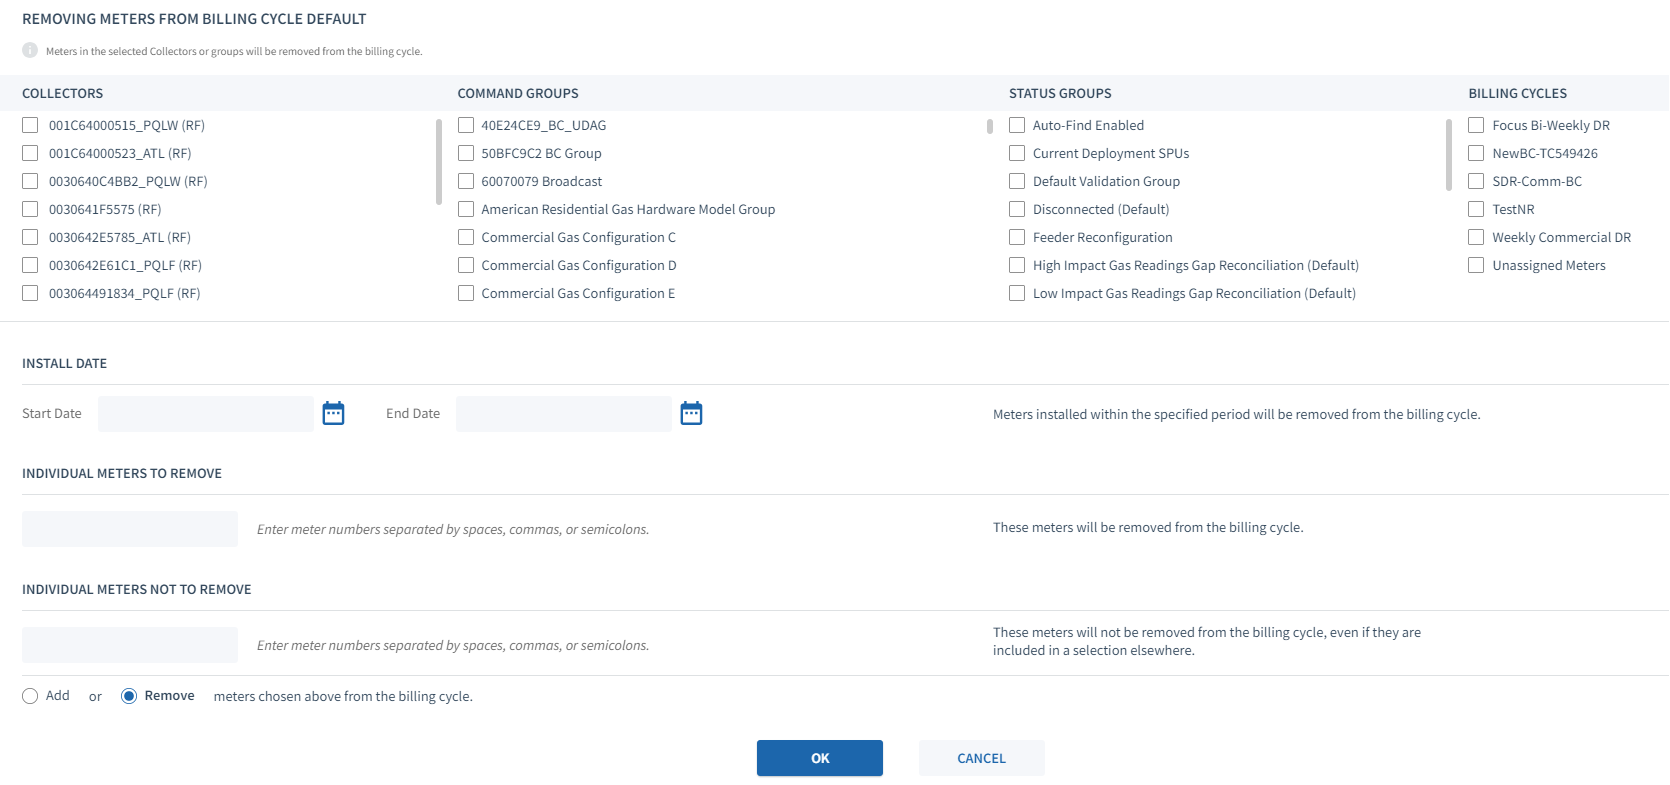 REMOVING METERS FROM BILLING CYCLE DEFAULT
Meters in the selected Collectors or groups will be removed from the billing cycle.
COLLECTORS
001C64000515_PQLW (RF)
001C64000523_ATL (RF)
0030640C4BB2_PQLW (RF)
0030641F5575 (RF)
0030642E5785_ATL (RF)
0030642E61C1_PQLF (RF)
003064491834_PQLF (RF)
COMMAND GROUPS
40E24CE9_BC_UDAG
50BFC9C2 BC Group
60070079 Broadcast
American Residential Gas Hardware Model Group
Commercial Gas Configuration C
Commercial Gas Configuration D
Commercial Gas Configuration E
STATUS GROUPS
Auto-Find Enabled
Current Deployment SPUs
Default Validation Group
Disconnected (Default)
Feeder Reconfiguration
High Impact Gas Readings Gap Reconciliation (Default)
Low Impact Gas Readings Gap Reconciliation (Default)
BILLING CYCLES
Focus Bi-Weekly DR
NewBC-TC549426
SDR-Comm-BC
TestNR
Weekly Commercial DR
Unassigned Meters
INSTALL DATE
Start Date
End Date
Meters installed within the specified period will be removed from the billing cycle.
INDIVIDUAL METERS TO REMOVE
Enter meter numbers separated by spaces, commas, or semicolons.
These meters will be removed from the billing cycle.
INDIVIDUAL METERS NOT TO REMOVE
Enter meter numbers separated by spaces, commas, or semicolons.
These meters will not be removed from the billing cycle, even if they are
included in a selection elsewhere.
Add or Remove meters chosen above from the billing cycle.
OK
CANCEL